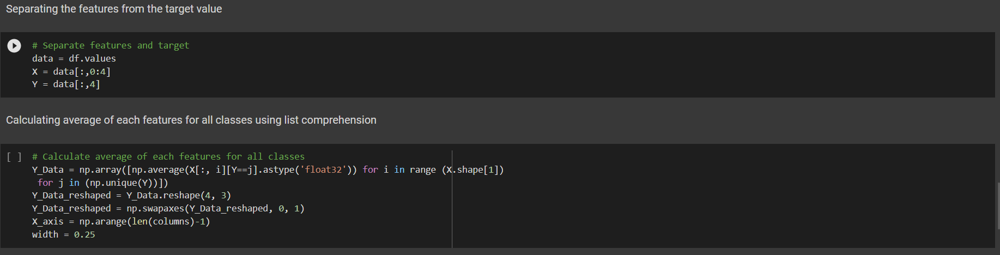 Separating the features from the target value
# Separate features and target
data = df.values
X = data[:,0:4]
Y = data[:,4]
Calculating average of each features for all classes using list comprehension
[ ] # Calculate average of each features for all classes
Y_Data = np.array([np.average(X[:, i][Y==j].astype('float32')) for i in range (X.shape[1])
for j in (np.unique(Y))])
Y_Data_reshaped = Y_Data.reshape(4, 3)
Y_Data_reshaped = np.swapaxes(Y_Data_reshaped, 0, 1)
X_axis = np.arange(len(columns)-1)
width = 0.25